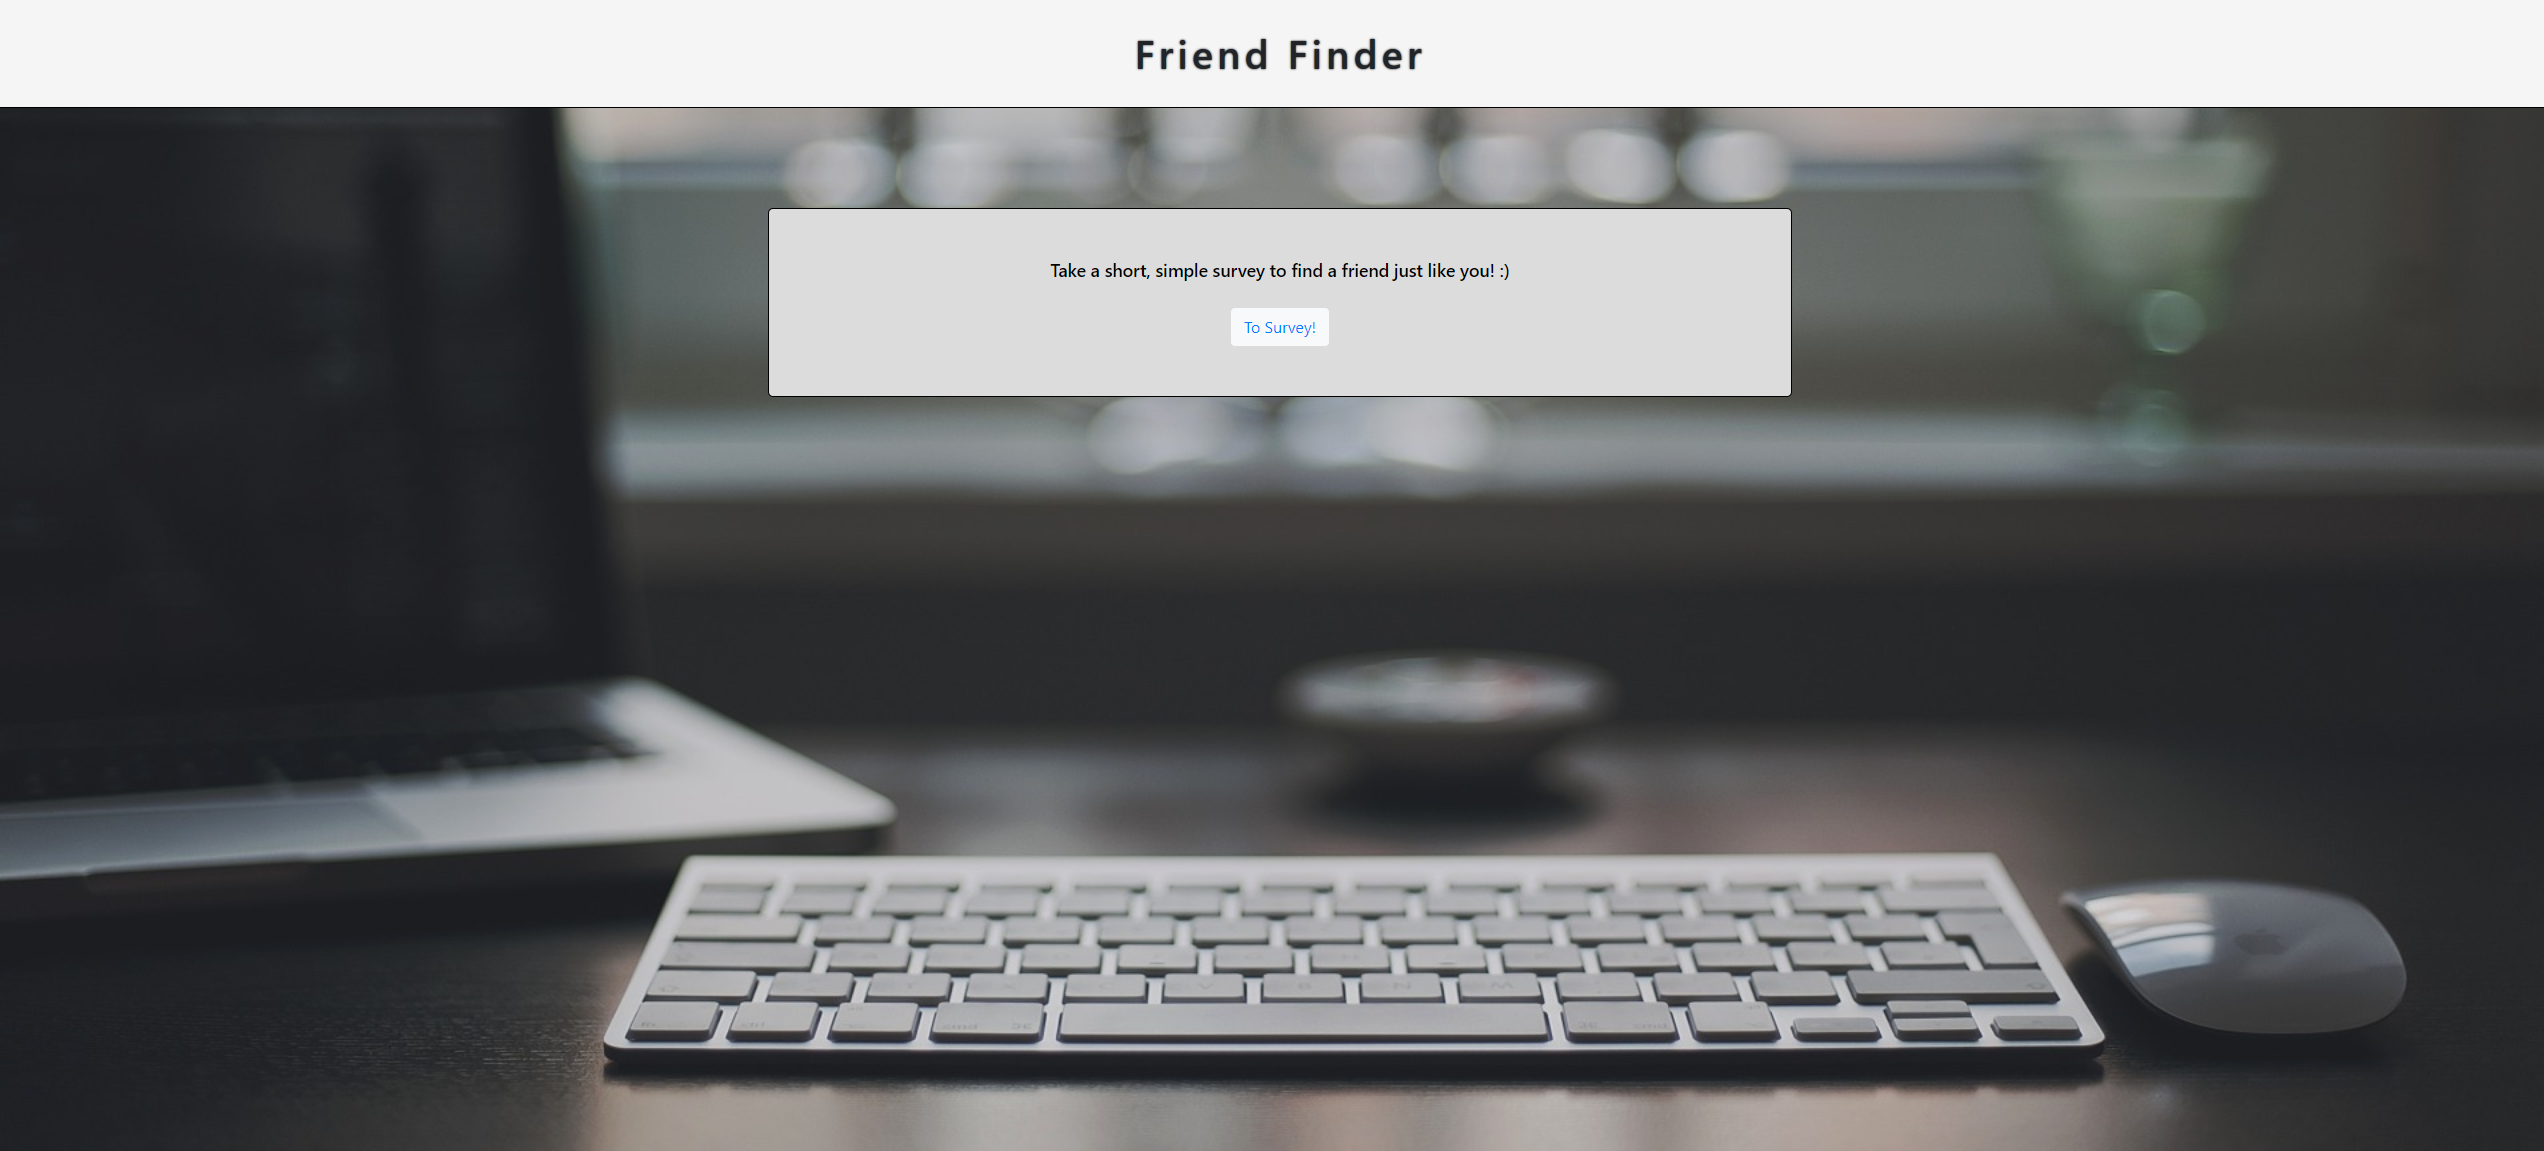 Friend Finder
Take a short, simple survey to find a friend just like you! :)
To Survey!